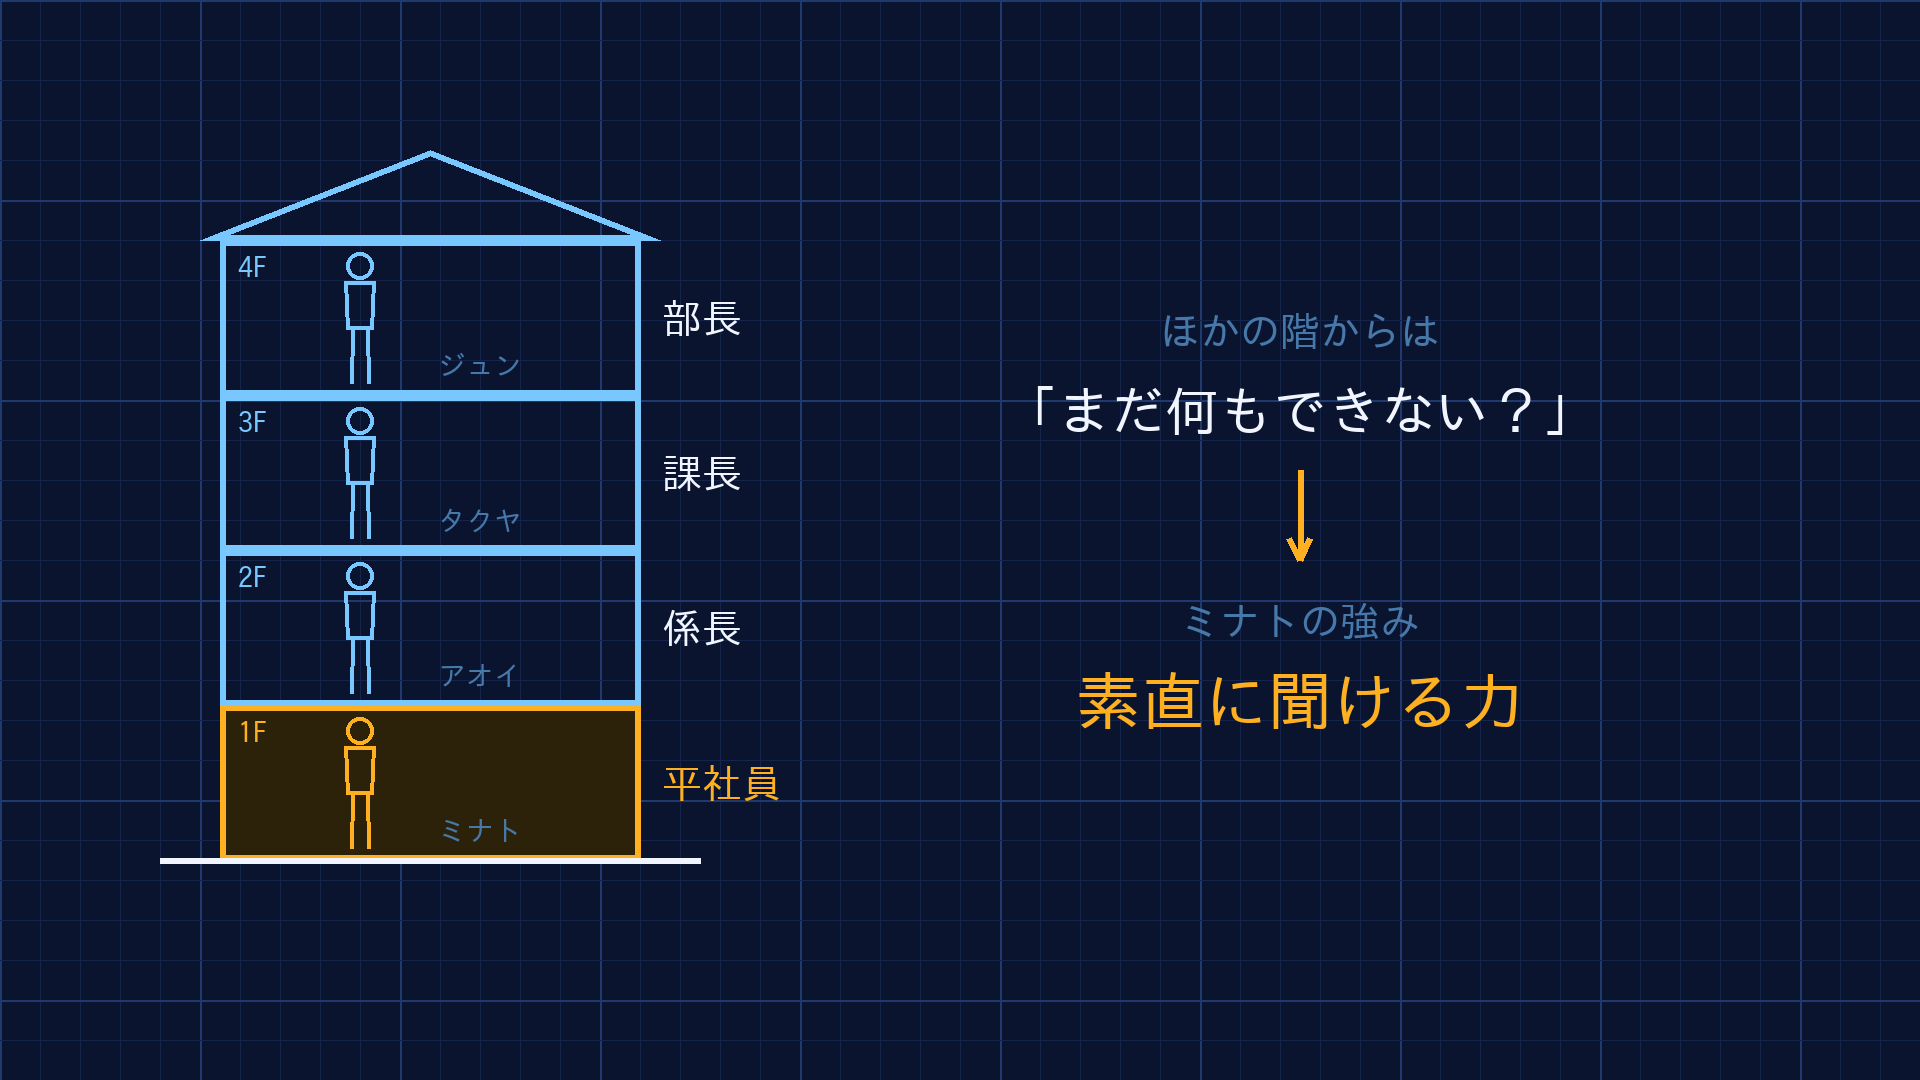 4F
ジュン
部長
3F
タクヤ
課長
2F
アオイ
係長
1F
ミナト
平社員
ほかの階からは
「まだ何もできない？」
ミナトの強み
素直に聞ける力